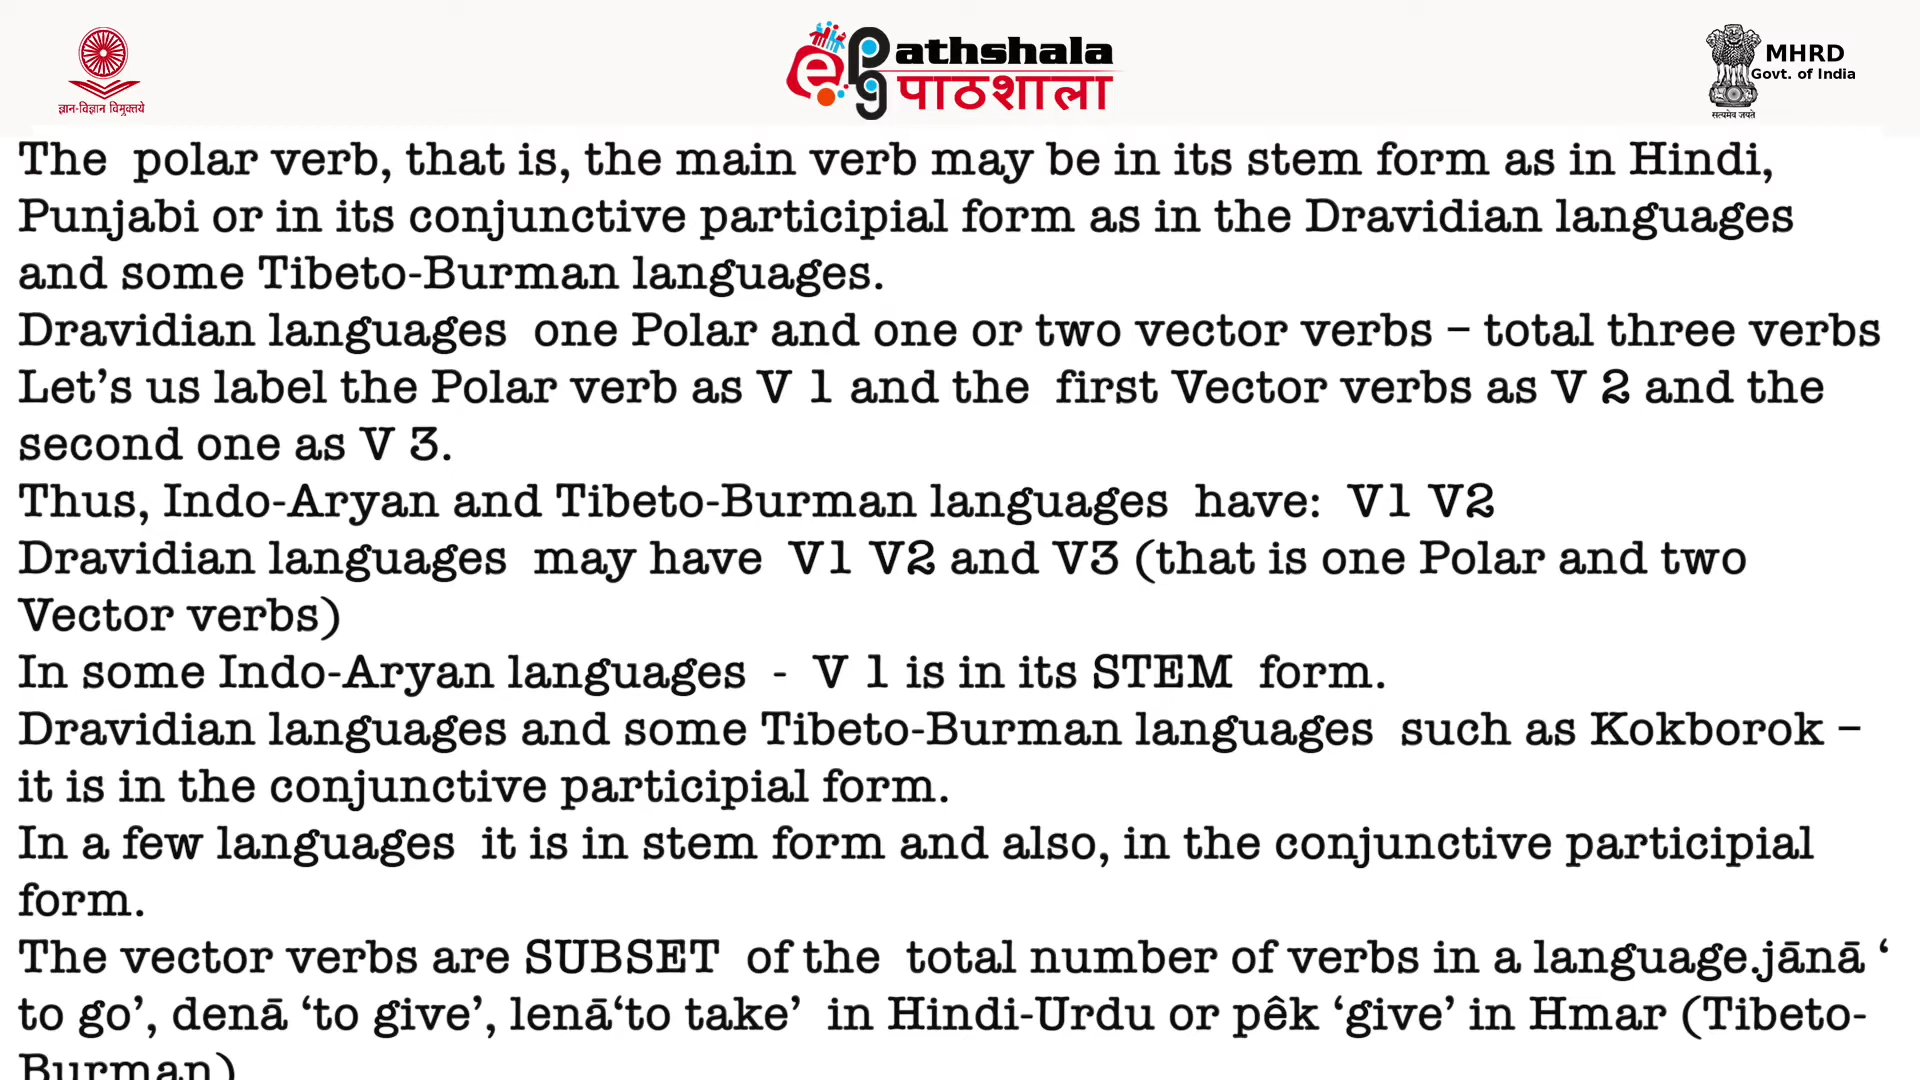 ज्ञान-विज्ञान विमुक्तये
ePG Pathshala
पाठशाला
MHRD
Govt. of India
सत्यमेव जयते
The polar verb, that is, the main verb may be in its stem form as in Hindi,
Punjabi or in its conjunctive participial form as in the Dravidian languages
and some Tibeto-Burman languages.
Dravidian languages one Polar and one or two vector verbs – total three verbs
Let’s us label the Polar verb as V 1 and the first Vector verbs as V 2 and the
second one as V 3.
Thus, Indo-Aryan and Tibeto-Burman languages have: V1 V2
Dravidian languages may have V1 V2 and V3 (that is one Polar and two
Vector verbs)
In some Indo-Aryan languages - V 1 is in its STEM form.
Dravidian languages and some Tibeto-Burman languages such as Kokborok –
it is in the conjunctive participial form.
In a few languages it is in stem form and also, in the conjunctive participial
form.
The vector verbs are SUBSET of the total number of verbs in a language.jānā ‘
to go’, denā ‘to give’, lenā‘to take’ in Hindi-Urdu or pêk ‘give’ in Hmar (Tibeto-
Burman)